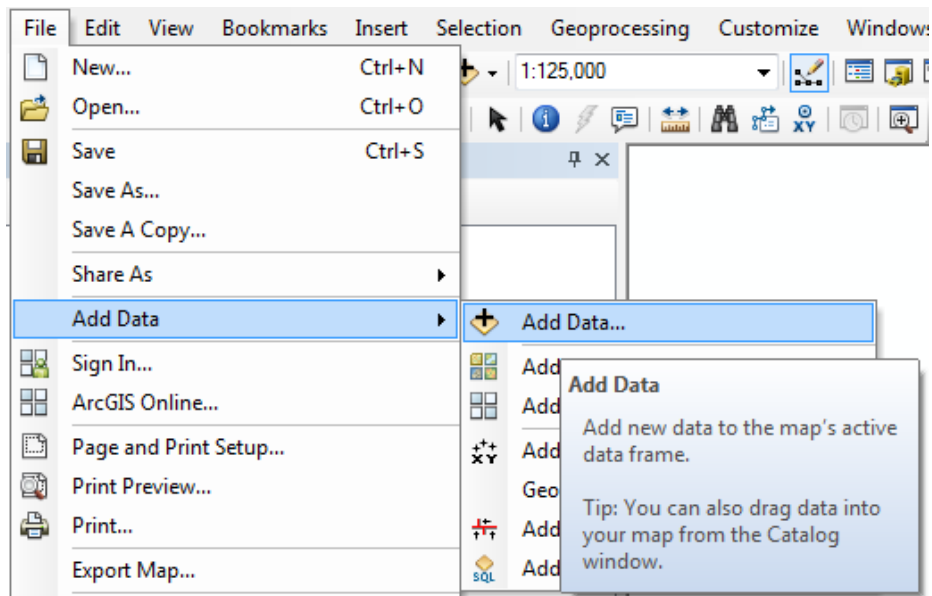 File Edit View Bookmarks Insert Selection Geoprocessing Customize Windows
New... Ctrl+N
1:125,000
Open... Ctrl+O
XY
Save Ctrl+S
Save As...
Save A Copy...
Share As
Add Data
Add Data...
Sign In...
Add
ArcGIS Online...
Add
Page and Print Setup...
XY
Add
Print Preview...
Geo
Print...
Add
Export Map...
SQL
Add
Add Data
Add new data to the map's active
data frame.
Tip: You can also drag data into
your map from the Catalog
window.